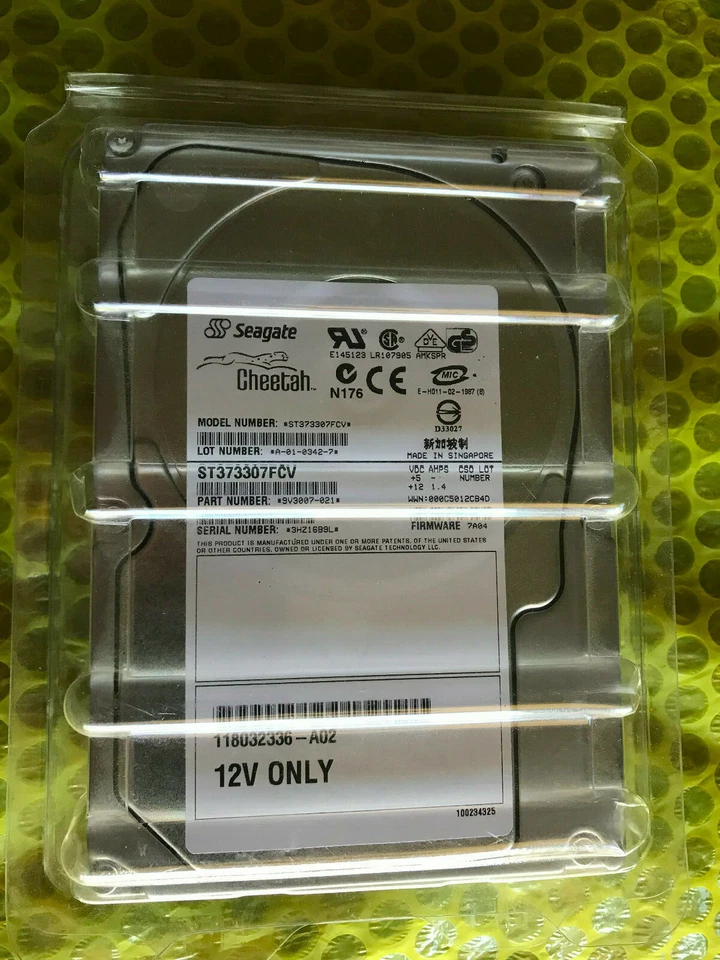 Seagate
Cheetah™
E145123 LR107905 AMKSPR
N176
MIC
E-H011-02-1987 (B)
D33027
新加坡制
MADE IN SINGAPORE
MODEL NUMBER: *ST373307FCV*
LOT NUMBER: *A-01-0342-7*
ST373307FCV
VDC AMPS CSO LOT
+5 - NUMBER
+12 1.4
PART NUMBER: *9V3007-021*
WWN:000C5012CB4D
SERIAL NUMBER: *3HZ1699L*
FIRMWARE 7A04
THIS PRODUCT IS MANUFACTURED UNDER ONE OR MORE PATENTS, OF THE UNITED STATES
OR OTHER COUNTRIES, OWNED OR LICENSED BY SEAGATE TECHNOLOGY LLC.
118032336-A02
12V ONLY
100234325